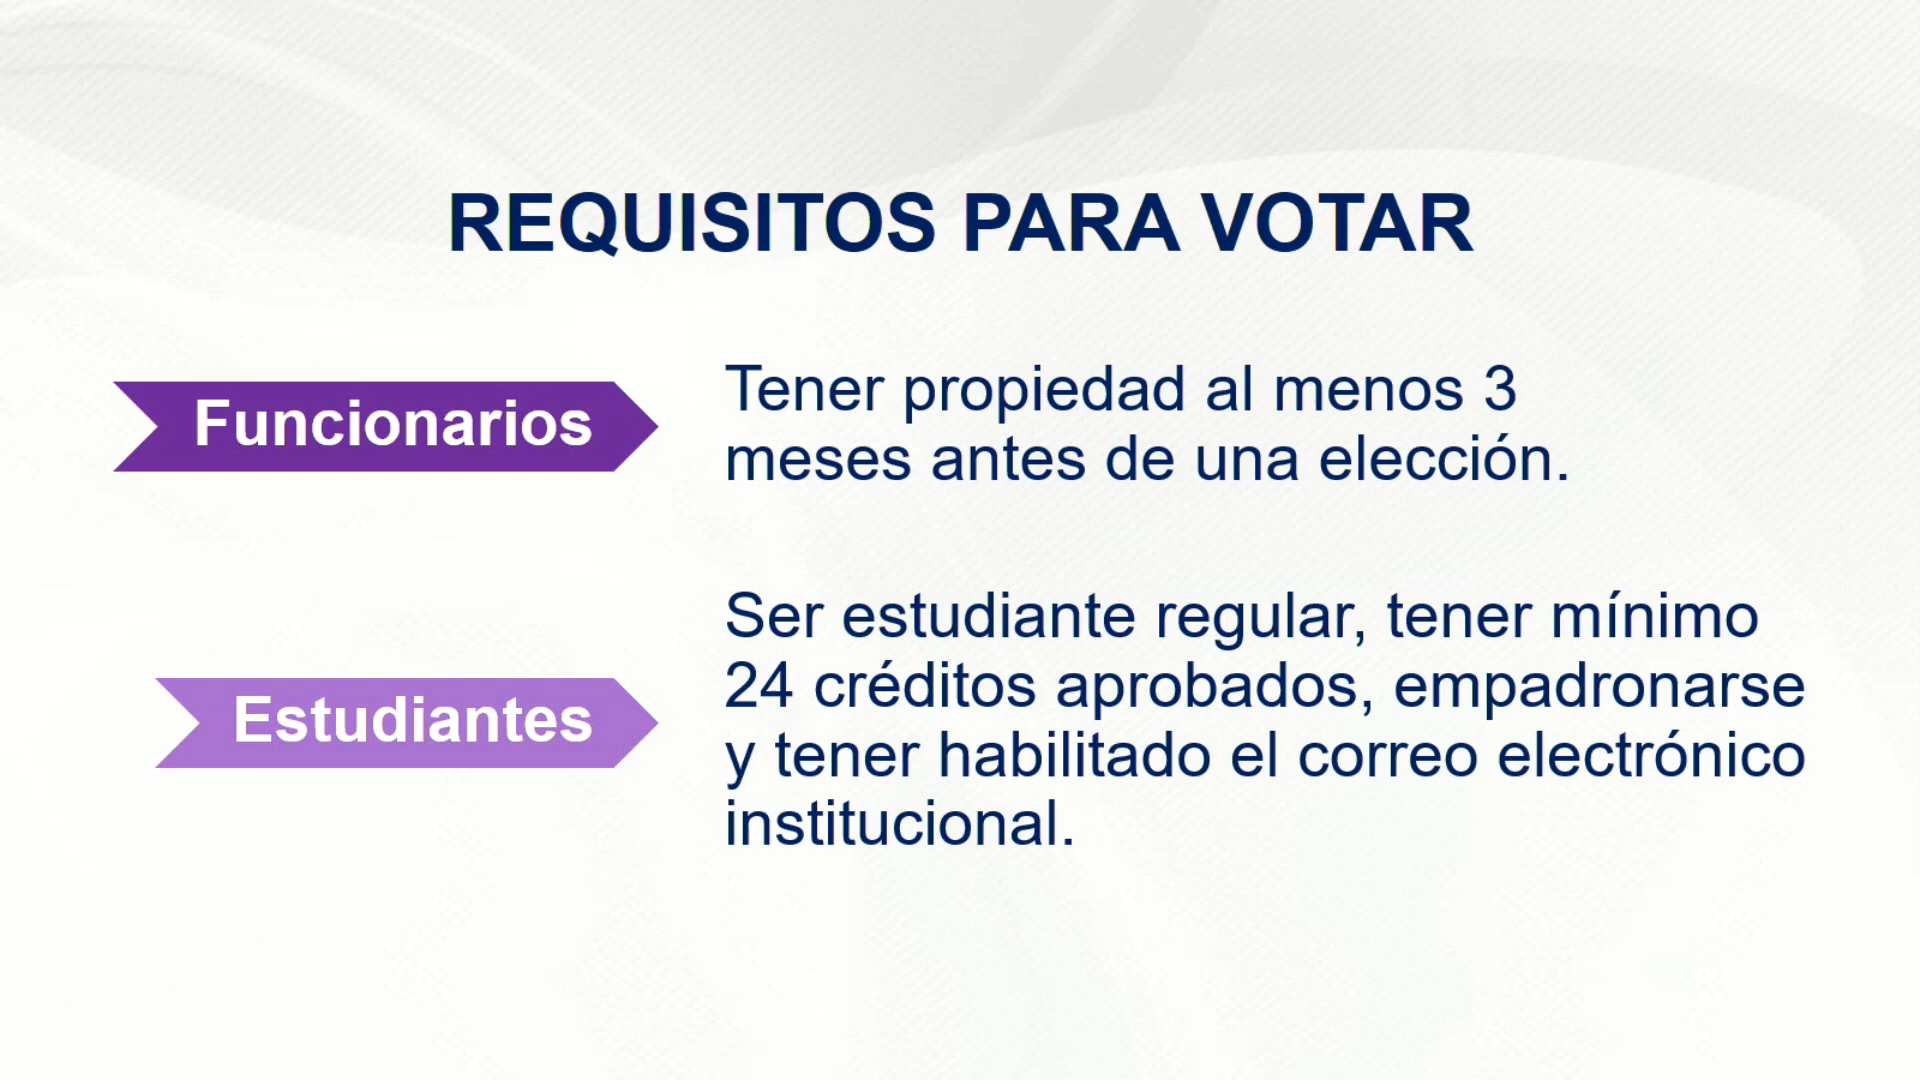 REQUISITOS PARA VOTAR
Funcionarios
Tener propiedad al menos 3
meses antes de una elección.
Estudiantes
Ser estudiante regular, tener mínimo
24 créditos aprobados, empadronarse
y tener habilitado el correo electrónico
institucional.